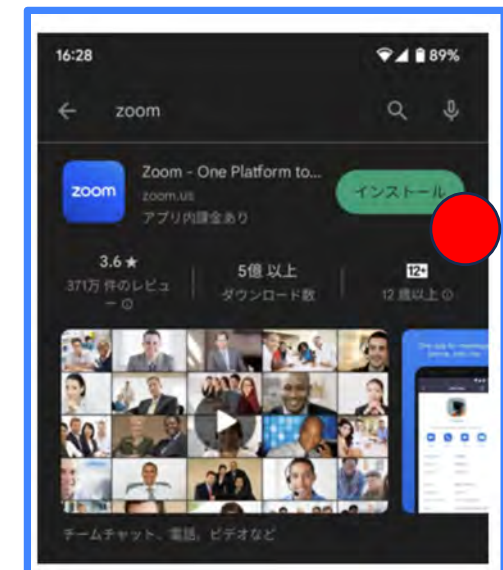 16:28 89%
zoom
Zoom - One Platform to...
zoom
zoom.us
インストール
アプリ内課金あり
3.6★
371万 件のレビュ
ー
5億 以上
ダウンロード数
12+
12 歳以上
チームチャット、電話、ビデオなど